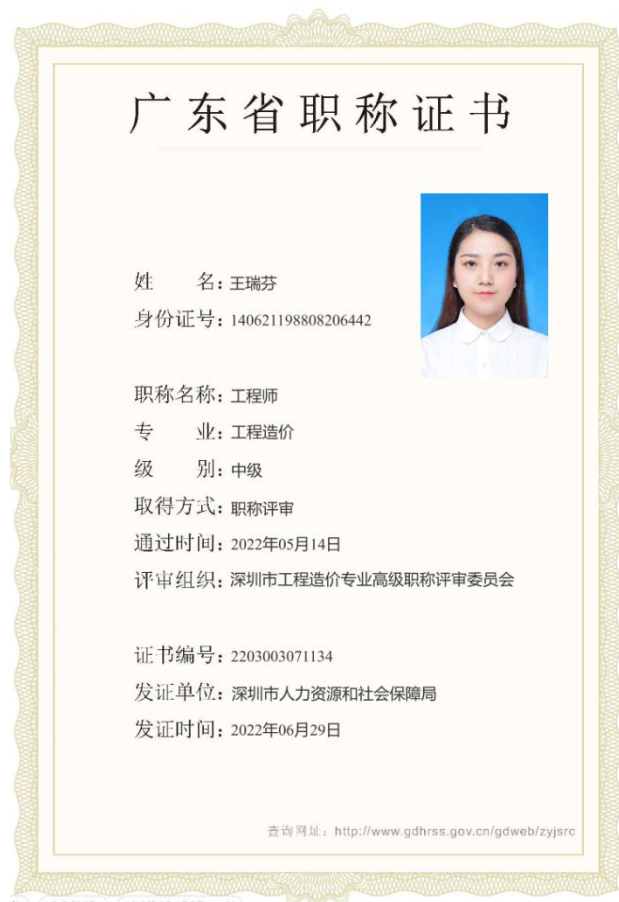 广东省职称证书
姓 名：王瑞芬
身份证号：140621198808206442
职称名称：工程师
专 业：工程造价
级 别：中级
取得方式：职称评审
通过时间：2022年05月14日
评审组织：深圳市工程造价专业高级职称评审委员会
证书编号：2203003071134
发证单位：深圳市人力资源和社会保障局
发证时间：2022年06月29日
查询网址：http://www.gdhrss.gov.cn/gdweb/zyjsrc